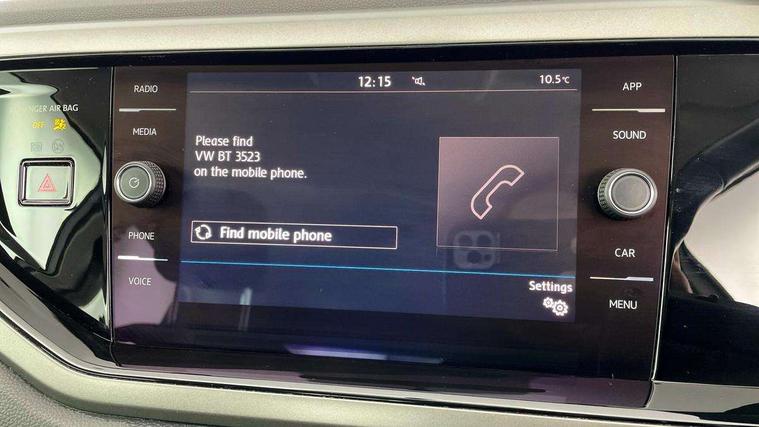 12:15
10.5°C
RADIO
MEDIA
PHONE
VOICE
Please find
VW BT 3523
on the mobile phone.
Find mobile phone
Settings
APP
SOUND
CAR
MENU
AIR BAG
OFF